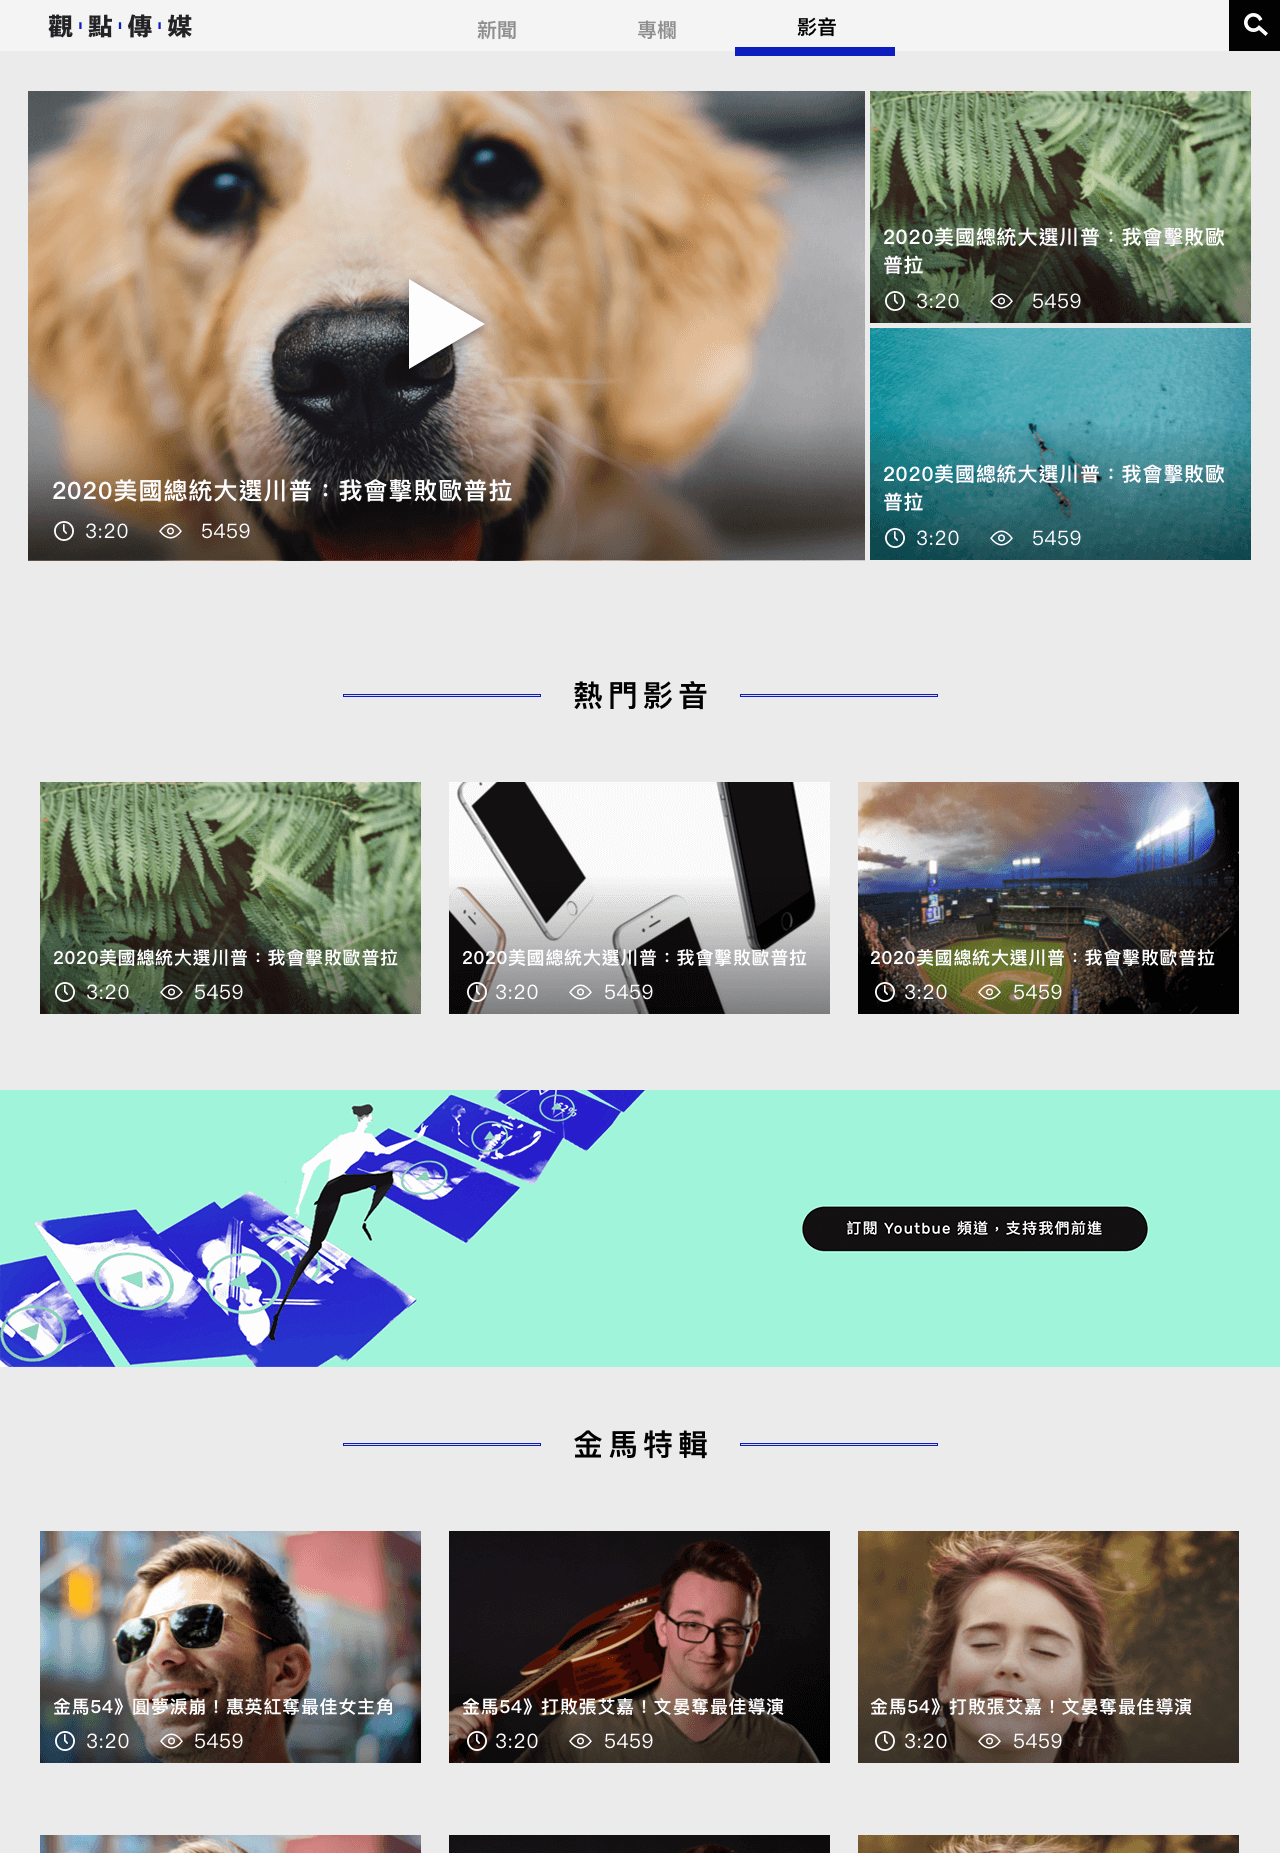 觀·點·傳·媒
新聞
專欄
影音
2020美國總統大選川普：我會擊敗歐普拉
3:20 5459
2020美國總統大選川普：我會擊敗歐
普拉
3:20 5459
2020美國總統大選川普：我會擊敗歐
普拉
3:20 5459
熱門影音
2020美國總統大選川普：我會擊敗歐普拉
3:20 5459
2020美國總統大選川普：我會擊敗歐普拉
3:20 5459
2020美國總統大選川普：我會擊敗歐普拉
3:20 5459
訂閱 Youtbue 頻道，支持我們前進
金馬特輯
金馬54》圓夢淚崩！惠英紅奪最佳女主角
3:20 5459
金馬54》打敗張艾嘉！文晏奪最佳導演
3:20 5459
金馬54》打敗張艾嘉！文晏奪最佳導演
3:20 5459